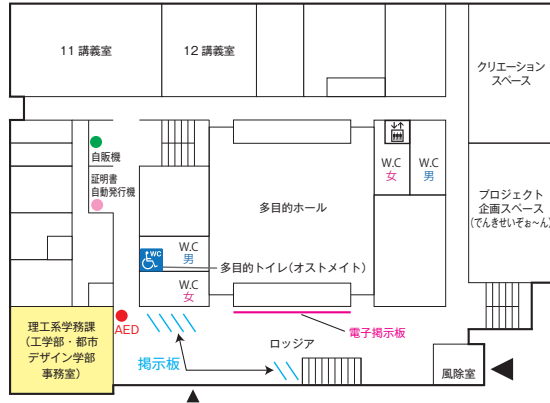 11 講義室
12 講義室
クリエーション
スペース
自販機
証明書
自動発行機
W.C
女
W.C
男
多目的ホール
プロジェクト
企画スペース
(でんきせいぞぉ~ん)
WC
W.C
男
多目的トイレ(オストメイト)
W.C
女
AED
電子掲示板
理工系学務課
(工学部・都市
デザイン学部
事務室)
掲示板
ロッジア
風除室